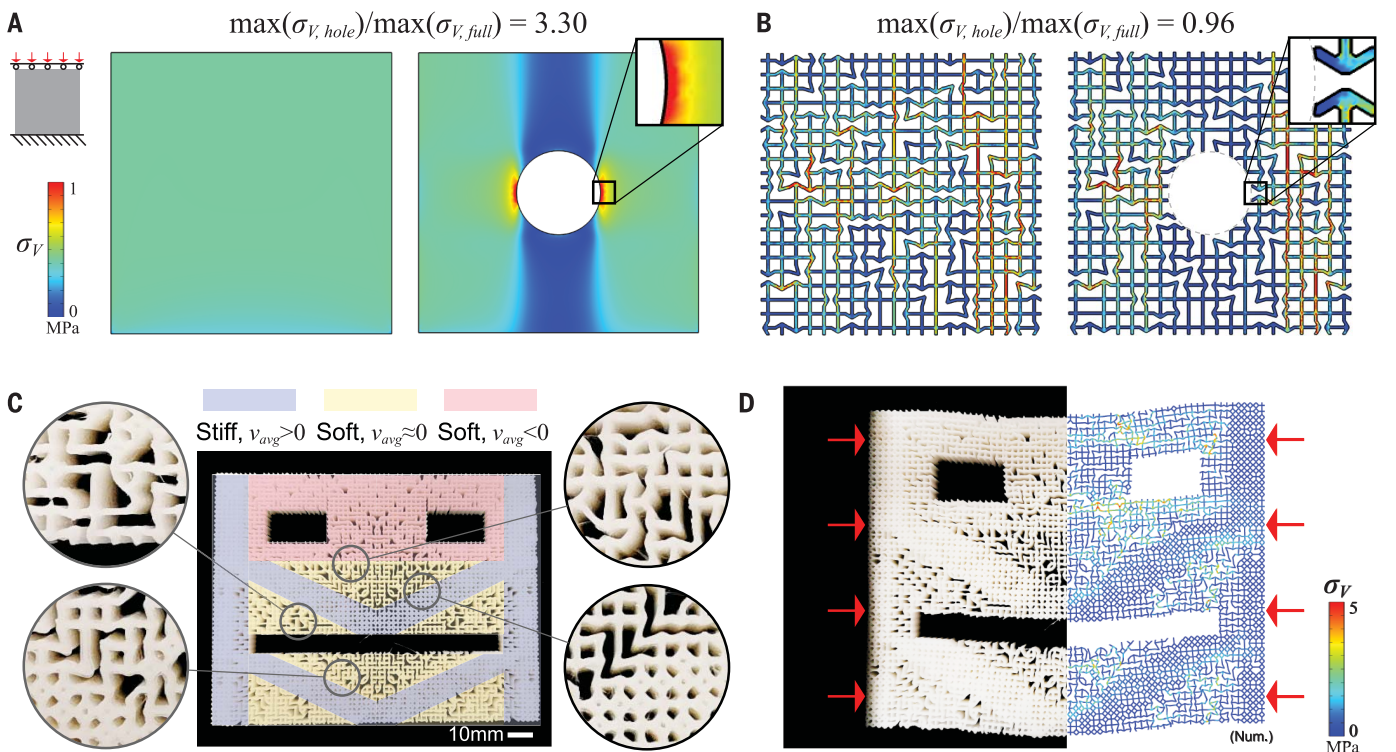 A
max(σV, hole)/max(σV, full) = 3.30
1
σV
0
MPa
B
max(σV, hole)/max(σV, full) = 0.96
C
Stiff, vavg>0 Soft, vavg≈0 Soft, vavg<0
10mm
D
σV
5
0
MPa
(Num.)